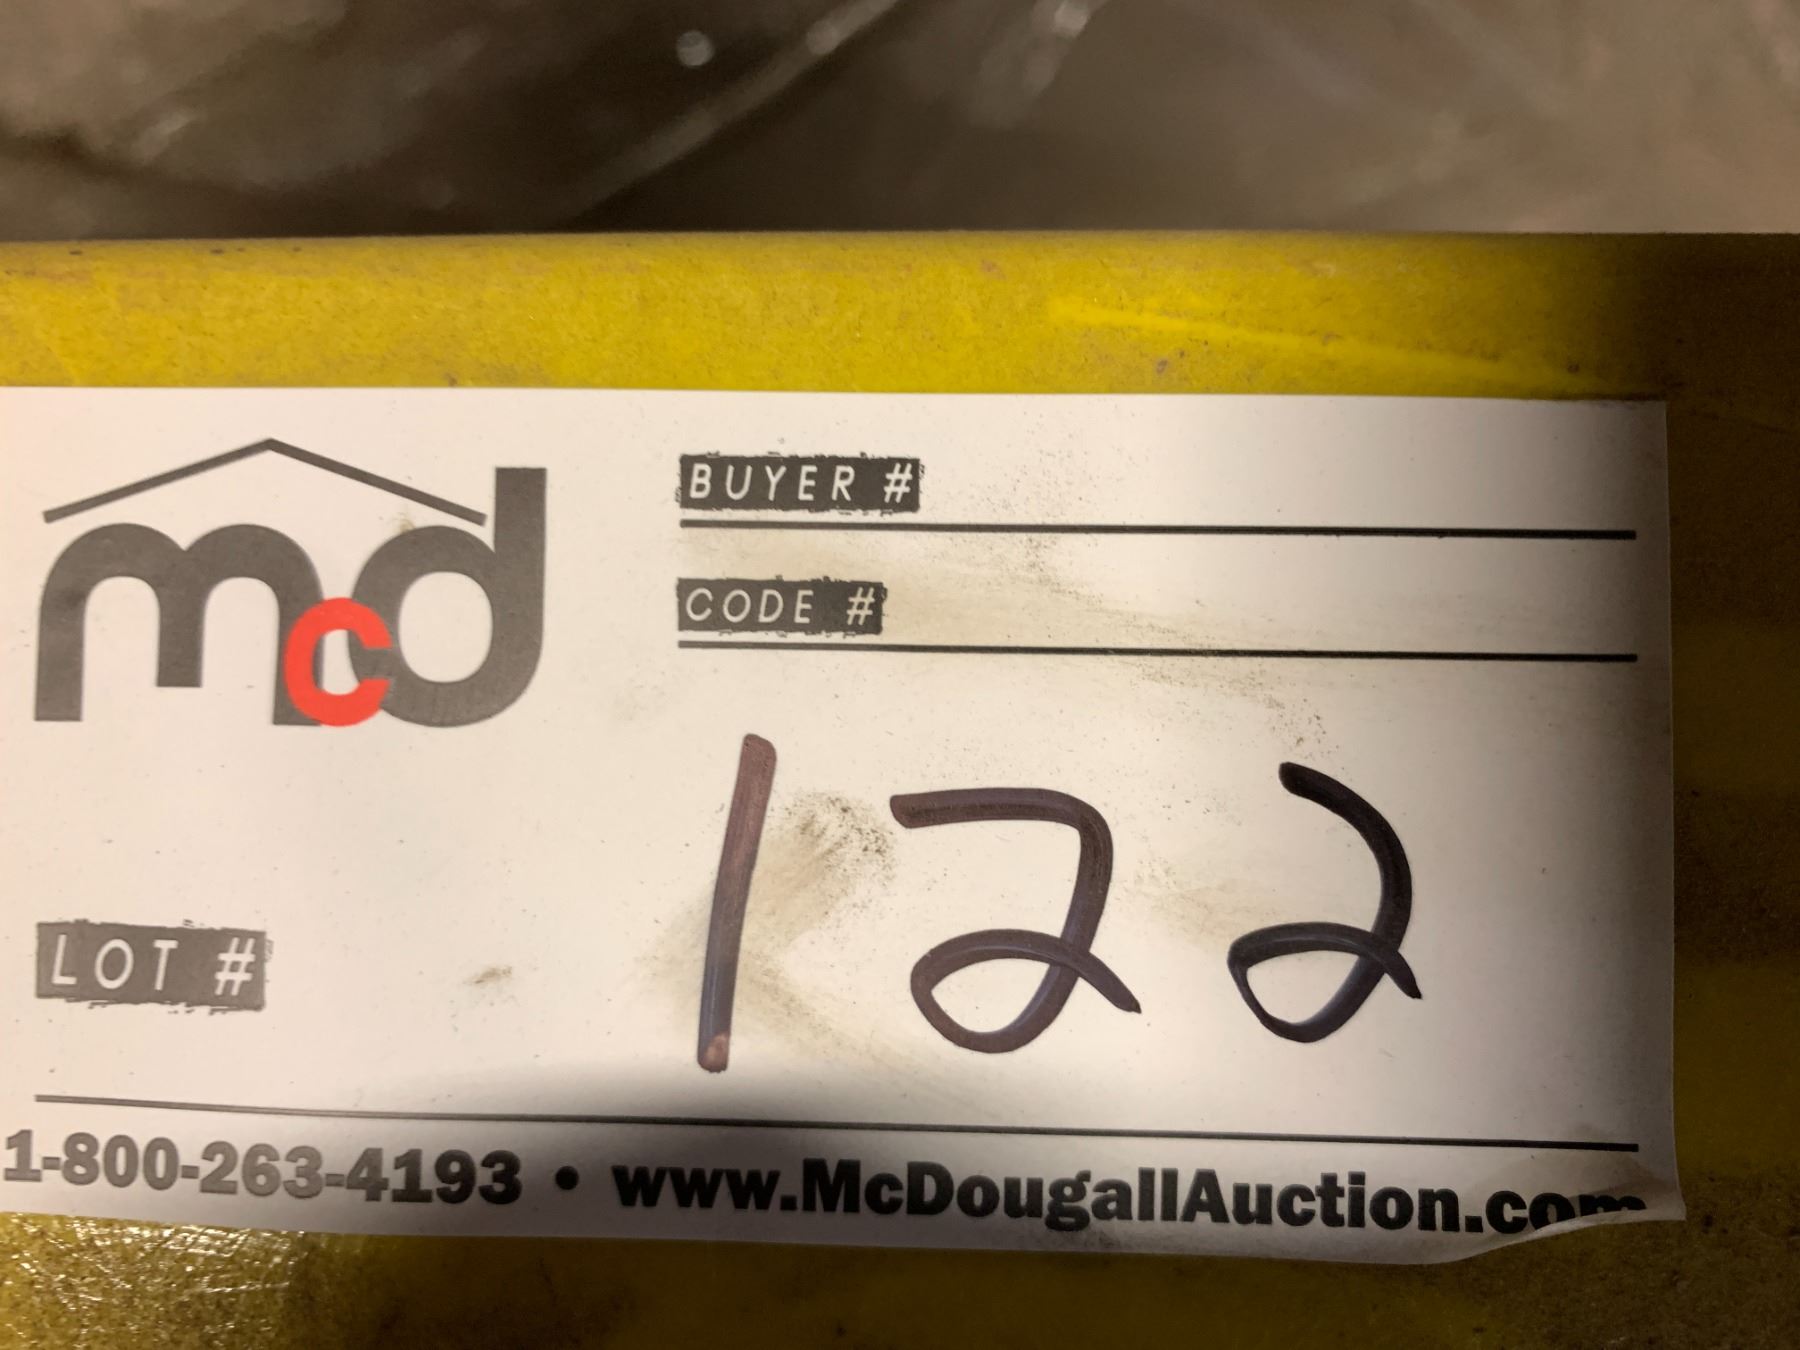 mcd
BUYER #
CODE #
LOT # 122
1-800-263-4193 • www.McDougallAuction.com